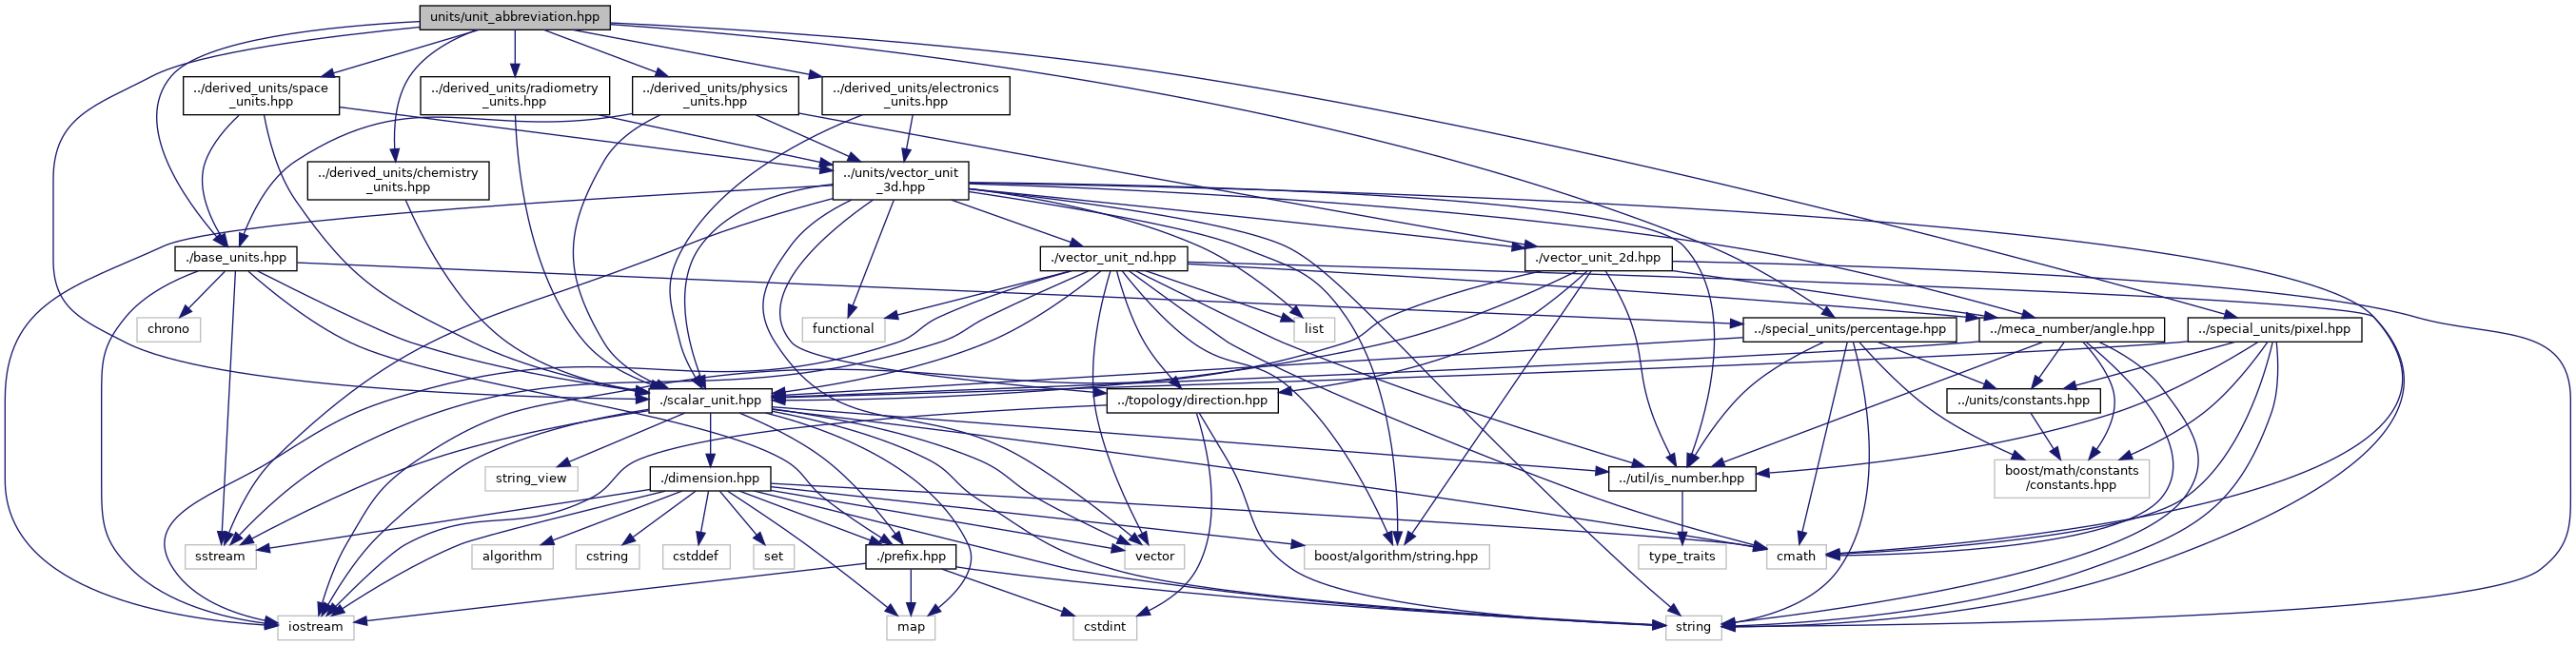 units/unit_abbreviation.hpp
../derived_units/space
_units.hpp
../derived_units/radiometry
_units.hpp
../derived_units/physics
_units.hpp
../derived_units/electronics
_units.hpp
../derived_units/chemistry
_units.hpp
../units/vector_unit
_3d.hpp
./base_units.hpp
./vector_unit_nd.hpp
./vector_unit_2d.hpp
chrono
functional
list
../special_units/percentage.hpp
../meca_number/angle.hpp
../special_units/pixel.hpp
./scalar_unit.hpp
../topology/direction.hpp
../units/constants.hpp
string_view
./dimension.hpp
../util/is_number.hpp
boost/math/constants
/constants.hpp
sstream
algorithm
cstring
cstddef
set
./prefix.hpp
vector
boost/algorithm/string.hpp
type_traits
cmath
iostream
map
cstdint
string